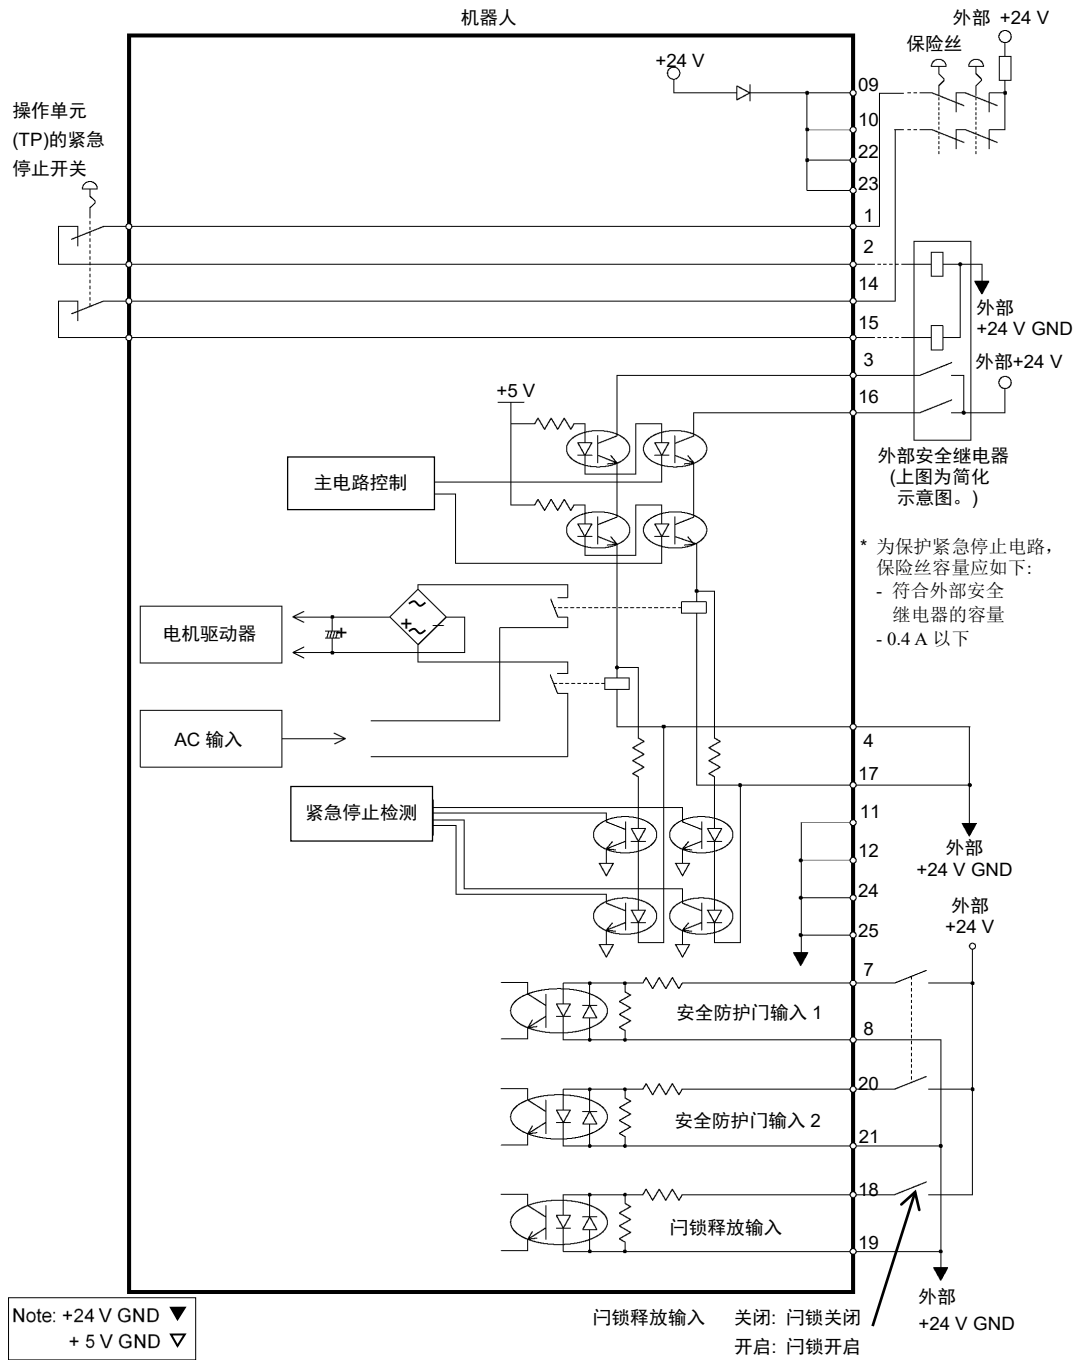 机器人
外部 +24 V
保险丝
+24 V
09
10
22
23
操作单元
(TP)的紧急
停止开关
1
2
14
15
外部
+24 V GND
3
外部+24 V
16
+5 V
外部安全继电器
(上图为简化
示意图。)
主电路控制
* 为保护紧急停止电路，
保险丝容量应如下:
- 符合外部安全
继电器的容量
- 0.4 A 以下
电机驱动器
AC 输入
4
17
紧急停止检测
11
12
24
25
外部
+24 V GND
外部
+24 V
7
安全防护门输入 1
8
20
安全防护门输入 2
21
18
闩锁释放输入
19
外部
+24 V GND
Note: +24 V GND ▼
+ 5 V GND ▽
闩锁释放输入 关闭: 闩锁关闭
开启: 闩锁开启